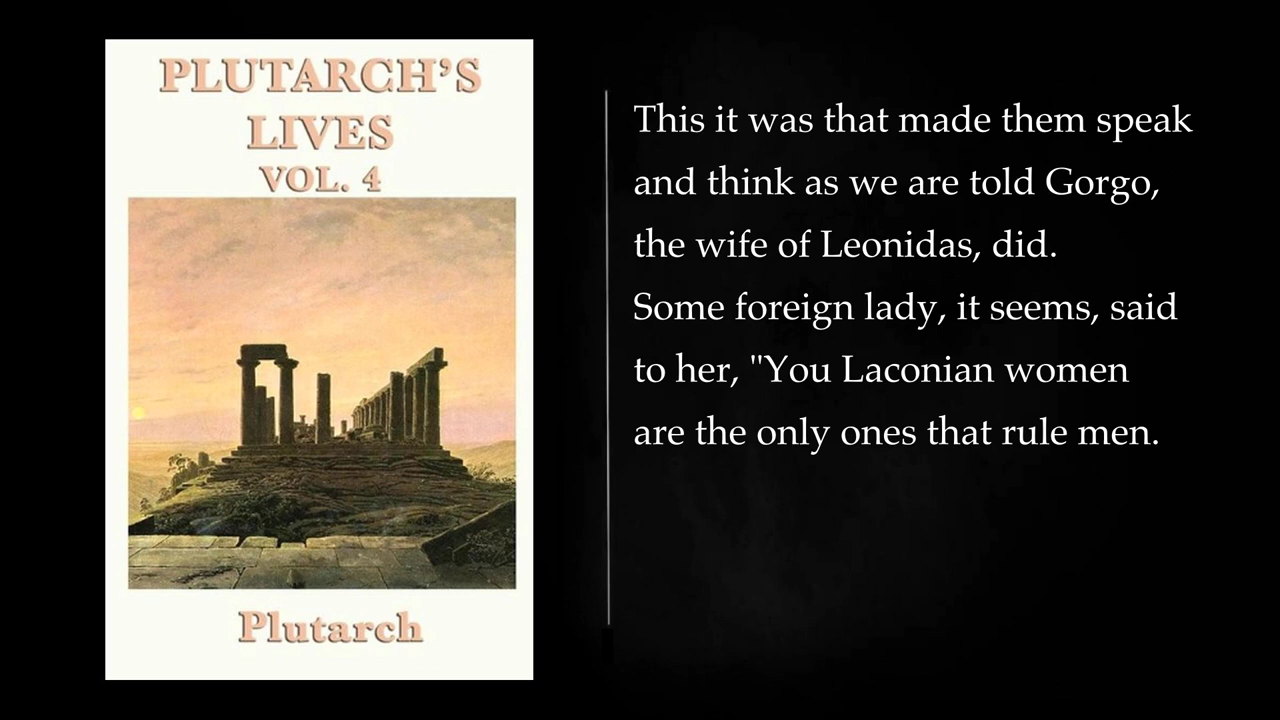 PLUTARCH'S
LIVES
VOL. 4
Plutarch
This it was that made them speak
and think as we are told Gorgo,
the wife of Leonidas, did.
Some foreign lady, it seems, said
to her, "You Laconian women
are the only ones that rule men.